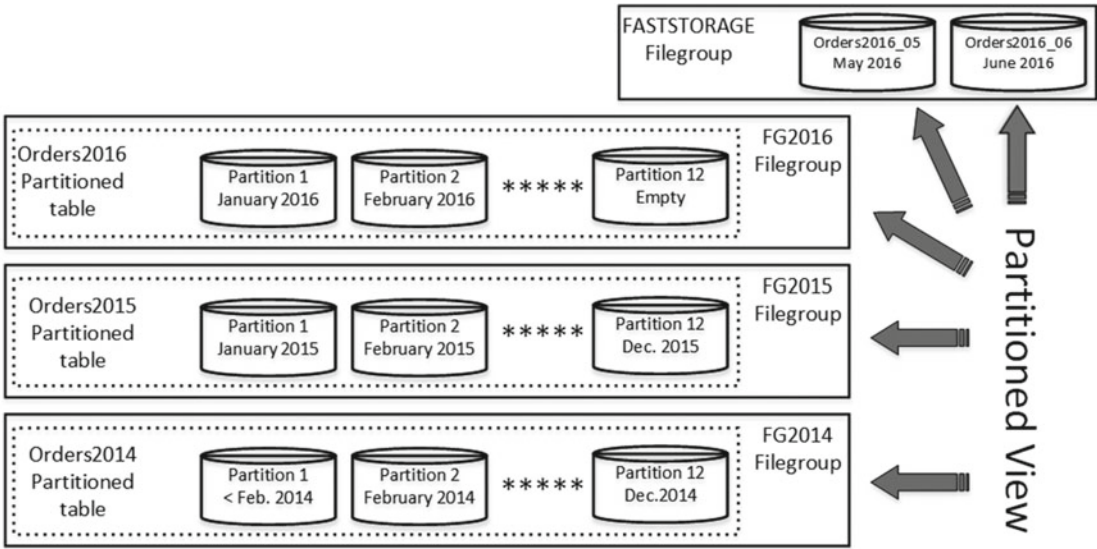 FASTSTORAGE
Filegroup
Orders2016_05
May 2016
Orders2016_06
June 2016
Orders2016
Partitioned
table
Partition 1
January 2016
Partition 2
February 2016
*****
Partition 12
Empty
FG2016
Filegroup
Orders2015
Partitioned
table
Partition 1
January 2015
Partition 2
February 2015
*****
Partition 12
Dec. 2015
FG2015
Filegroup
Orders2014
Partitioned
table
Partition 1
< Feb. 2014
Partition 2
February 2014
*****
Partition 12
Dec.2014
FG2014
Filegroup
Partitioned View